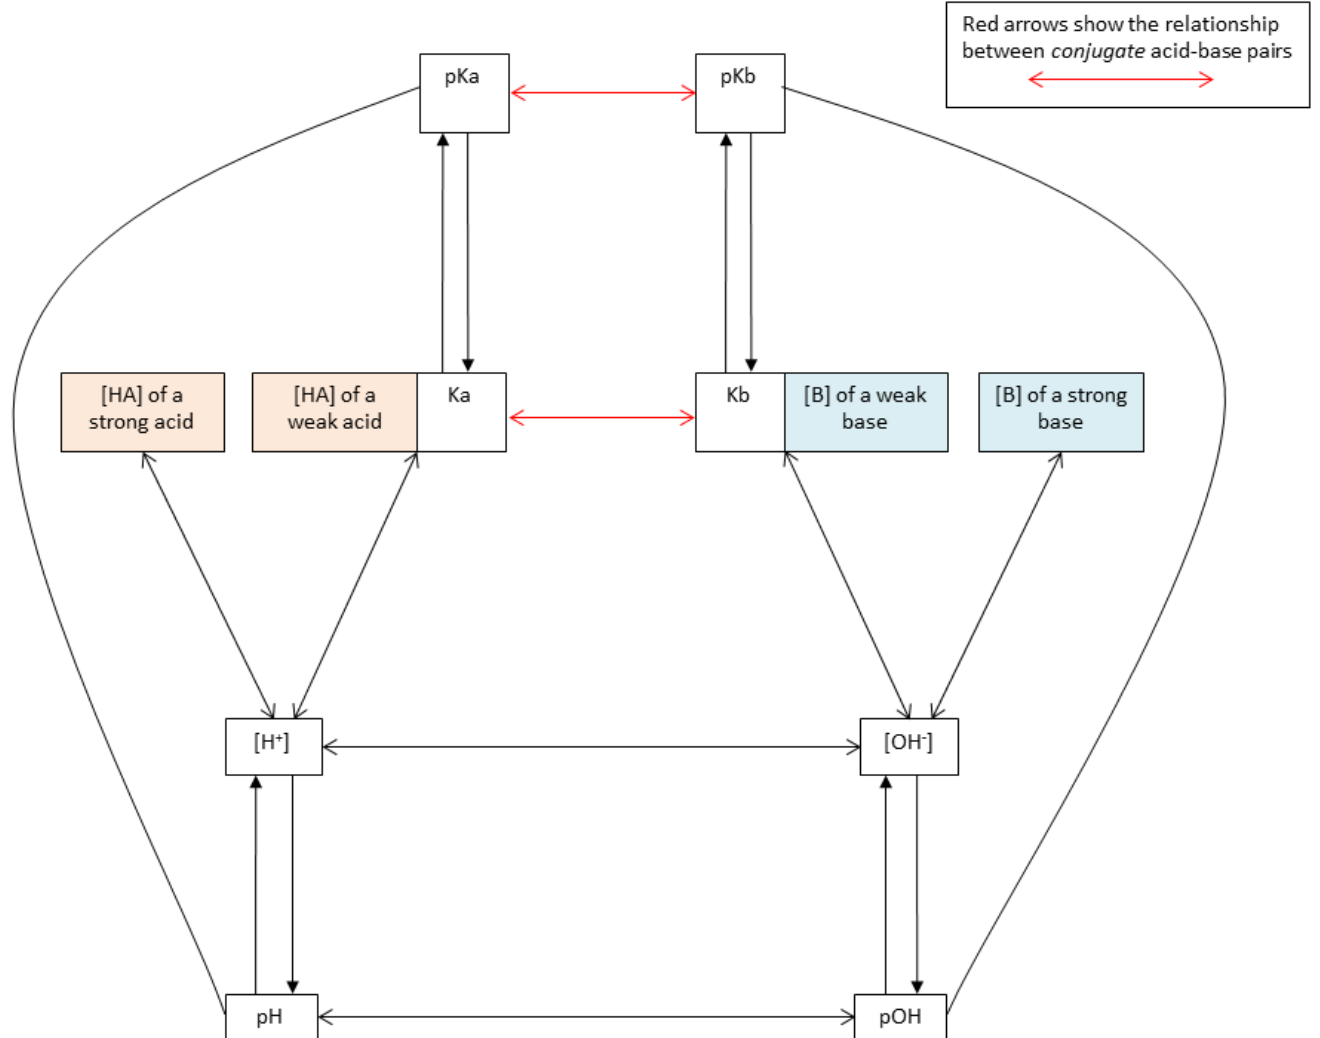 Red arrows show the relationship
between conjugate acid-base pairs
pKa
pKb
[HA] of a
strong acid
[HA] of a
weak acid
Ka
Kb
[B] of a weak
base
[B] of a strong
base
[H⁺]
[OH⁻]
pH
pOH